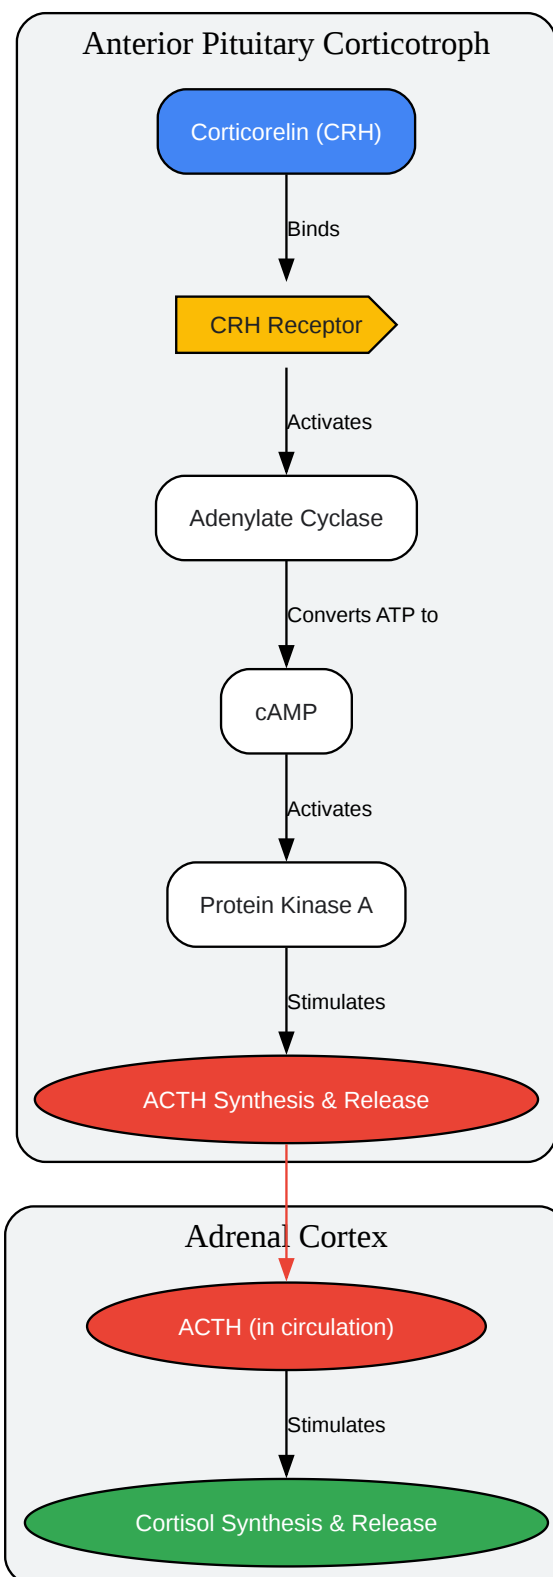 Anterior Pituitary Corticotroph
Corticorelin (CRH)
Binds
CRH Receptor
Activates
Adenylate Cyclase
Converts ATP to
cAMP
Activates
Protein Kinase A
Stimulates
ACTH Synthesis & Release
Adrenal Cortex
ACTH (in circulation)
Stimulates
Cortisol Synthesis & Release